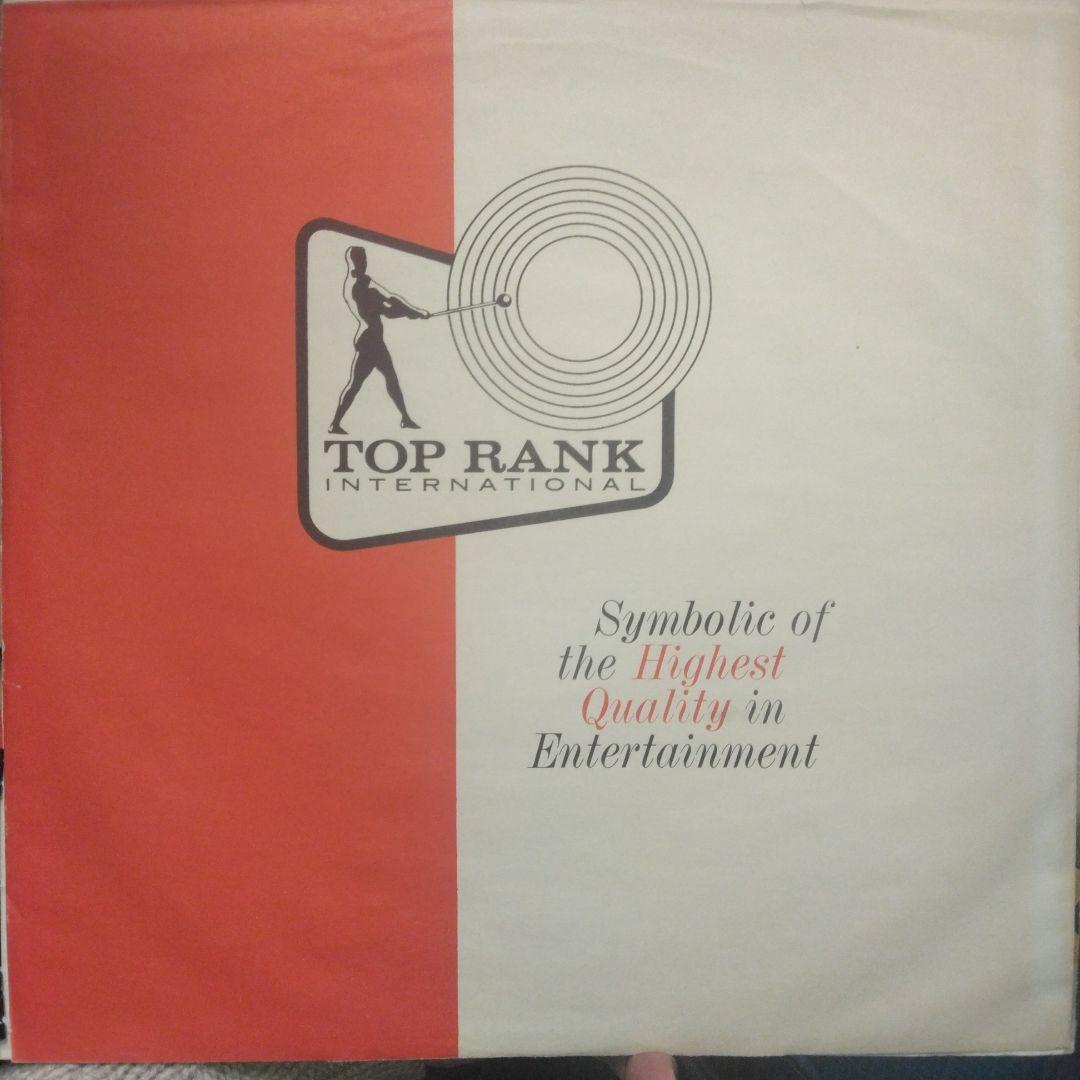 TOP RANK
INTERNATIONAL
Symbolic of
the Highest
Quality in
Entertainment